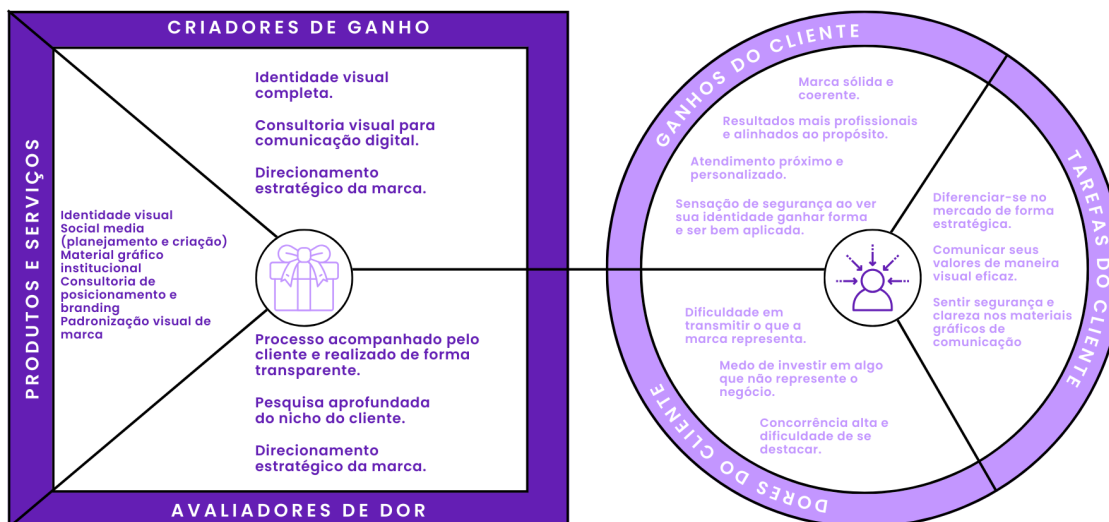 CRIADORES DE GANHO
Identidade visual
completa.
Consultoria visual para
comunicação digital.
Direcionamento
estratégico da marca.
PRODUTOS E SERVIÇOS
Identidade visual
Social media
(planejamento e criação)
Material gráfico
institucional
Consultoria de
posicionamento e
branding
Padronização visual de
marca
Processo acompanhado pelo
cliente e realizado de forma
transparente.
Pesquisa aprofundada
do nicho do cliente.
Direcionamento
estratégico da marca.
AVALIADORES DE DOR
GANHOS DO CLIENTE
Marca sólida e
coerente.
Resultados mais profissionais
e alinhados ao propósito.
Atendimento próximo e
personalizado.
Sensação de segurança ao ver
sua identidade ganhar forma
e ser bem aplicada.
TAREFAS DO CLIENTE
Diferenciar-se no
mercado de forma
estratégica.
Comunicar seus
valores de maneira
visual eficaz.
Sentir segurança e
clareza nos materiais
gráficos de
comunicação
Dificuldade em
transmitir o que a
marca representa.
Medo de investir em algo
que não represente o
negócio.
Concorrência alta e
dificuldade de se
destacar.
DORES DO CLIENTE